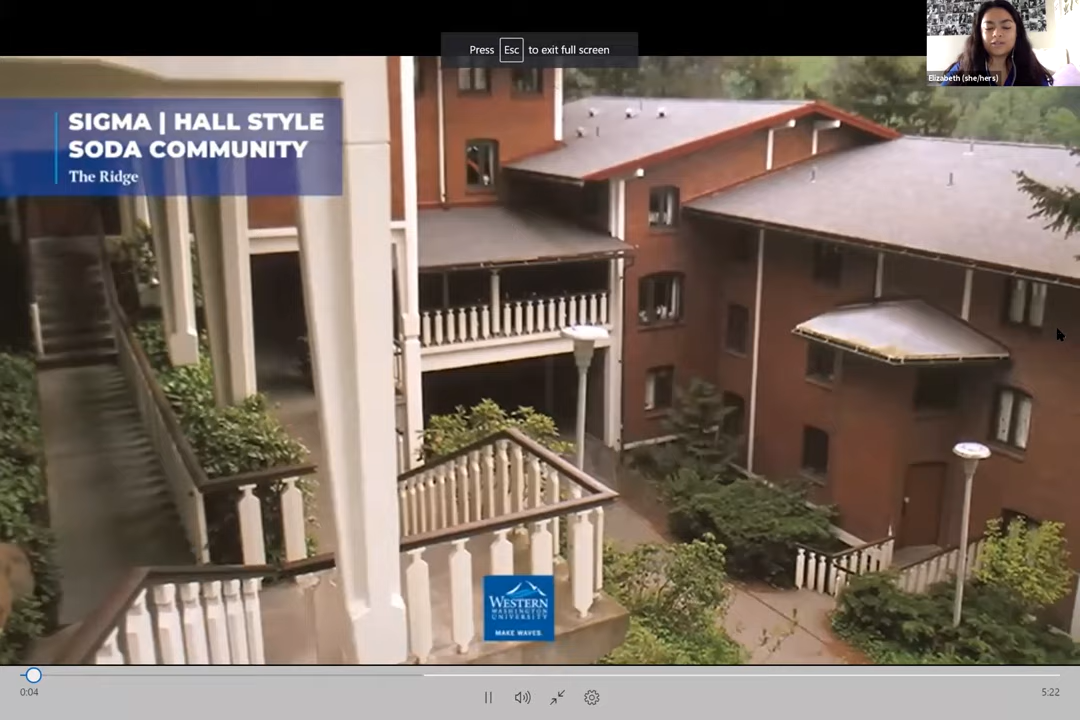 Press Esc to exit full screen
Elizabeth (she/hers)
SIGMA | HALL STYLE
SODA COMMUNITY
The Ridge
WESTERN
WASHINGTON
UNIVERSITY
MAKE WAVES.
0:04
5:22